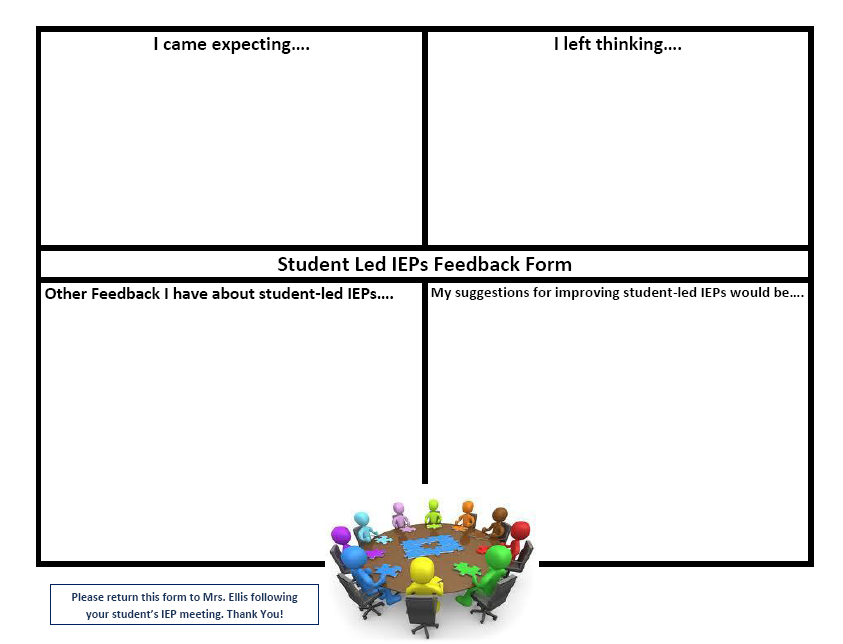 I came expecting....
I left thinking....
Student Led IEPs Feedback Form
Other Feedback I have about student-led IEPs....
My suggestions for improving student-led IEPs would be....
Please return this form to Mrs. Ellis following
your student’s IEP meeting. Thank You!